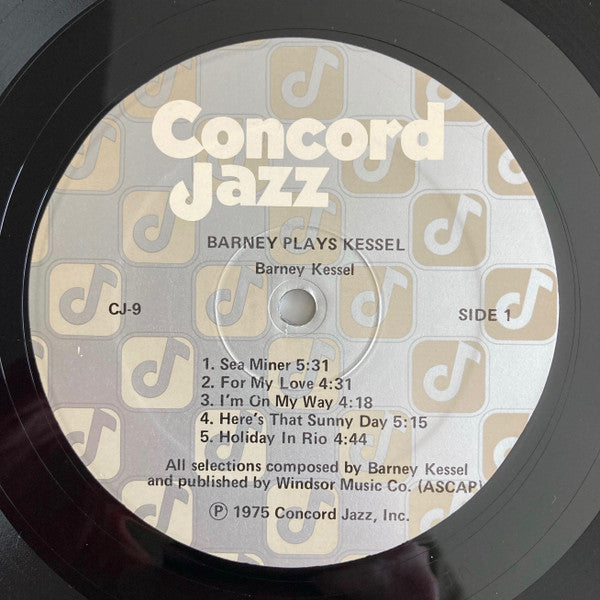 Concord
Jazz
BARNEY PLAYS KESSEL
Barney Kessel
CJ-9
SIDE 1
1. Sea Miner 5:31
2. For My Love 4:31
3. I'm On My Way 4:18
4. Here's That Sunny Day 5:15
5. Holiday In Rio 4:44
All selections composed by Barney Kessel
and published by Windsor Music Co. (ASCAP)
Ⓟ 1975 Concord Jazz, Inc.